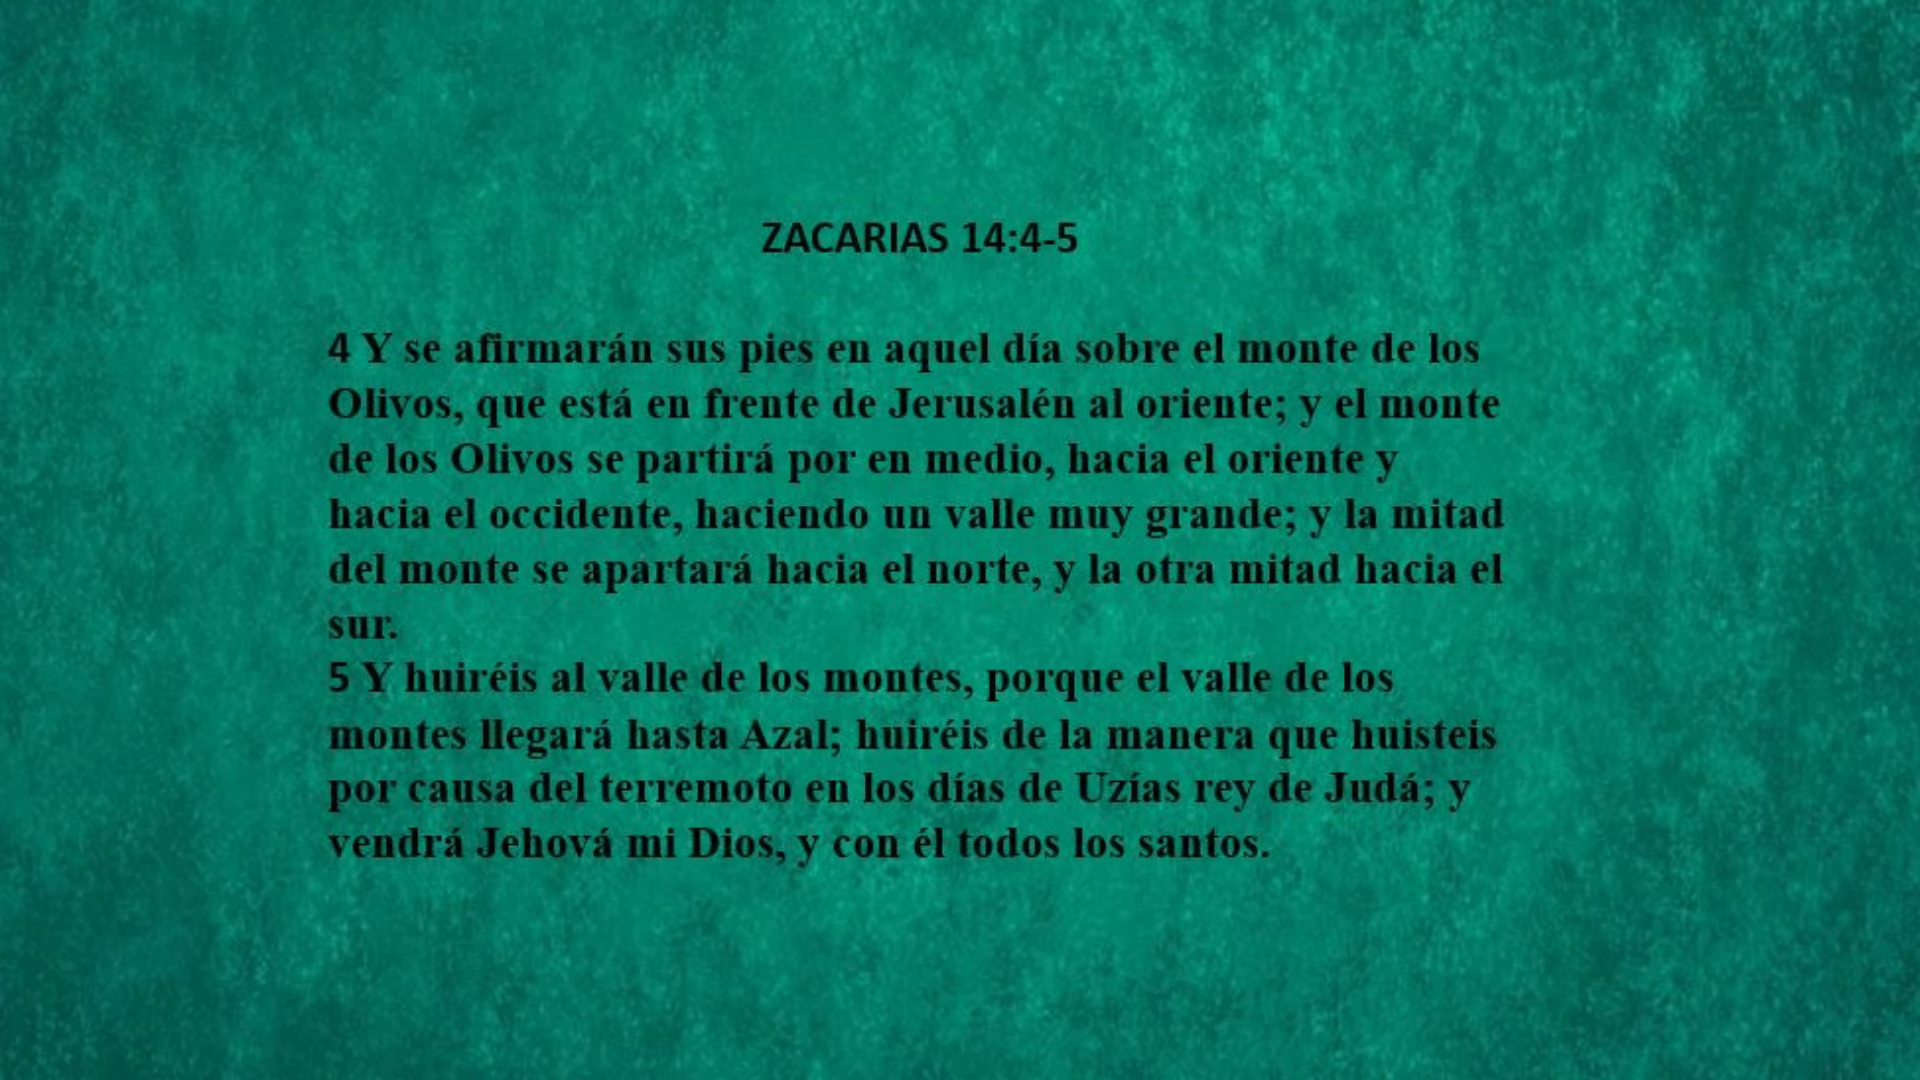 ZACARIAS 14:4-5
4 Y se afirmarán sus pies en aquel día sobre el monte de los
Olivos, que está en frente de Jerusalén al oriente; y el monte
de los Olivos se partirá por en medio, hacia el oriente y
hacia el occidente, haciendo un valle muy grande; y la mitad
del monte se apartará hacia el norte, y la otra mitad hacia el
sur.
5 Y huiréis al valle de los montes, porque el valle de los
montes llegará hasta Azal; huiréis de la manera que huisteis
por causa del terremoto en los días de Uzías rey de Judá; y
vendrá Jehová mi Dios, y con él todos los santos.